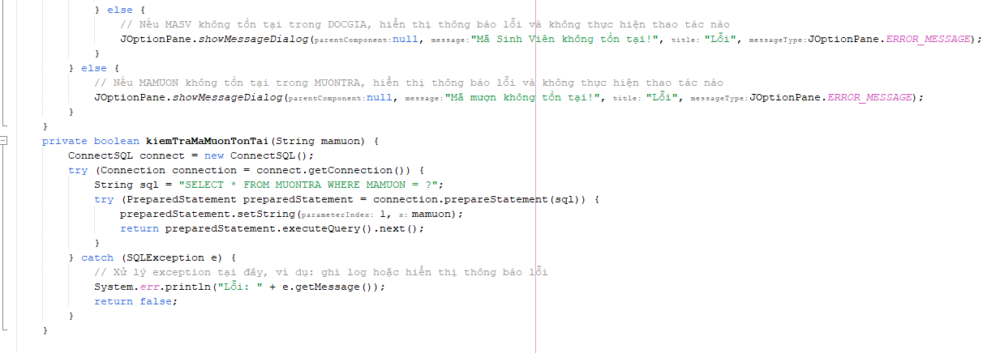 } else {
// Nếu MASV không tồn tại trong DOCGIA, hiển thị thông báo lỗi và không thực hiện thao tác nào
JOptionPane.showMessageDialog(parentComponent:null, message:"Mã Sinh Viên không tồn tại!", title: "Lỗi", messageType:JOptionPane.ERROR_MESSAGE);
}
} else {
// Nếu MAMUON không tồn tại trong MUONTRA, hiển thị thông báo lỗi và không thực hiện thao tác nào
JOptionPane.showMessageDialog(parentComponent:null, message:"Mã mượn không tồn tại!", title: "Lỗi", messageType:JOptionPane.ERROR_MESSAGE);
}
}
private boolean kiemTraMaMuonTonTai(String mamuon) {
ConnectSQL connect = new ConnectSQL();
try (Connection connection = connect.getConnection()) {
String sql = "SELECT * FROM MUONTRA WHERE MAMUON = ?";
try (PreparedStatement preparedStatement = connection.prepareStatement(sql)) {
preparedStatement.setString(parameterIndex: 1, x: mamuon);
return preparedStatement.executeQuery().next();
}
} catch (SQLException e) {
// Xử lý exception tại đây, ví dụ: ghi log hoặc hiển thị thông báo lỗi
System.err.println("Lỗi: " + e.getMessage());
return false;
}
}